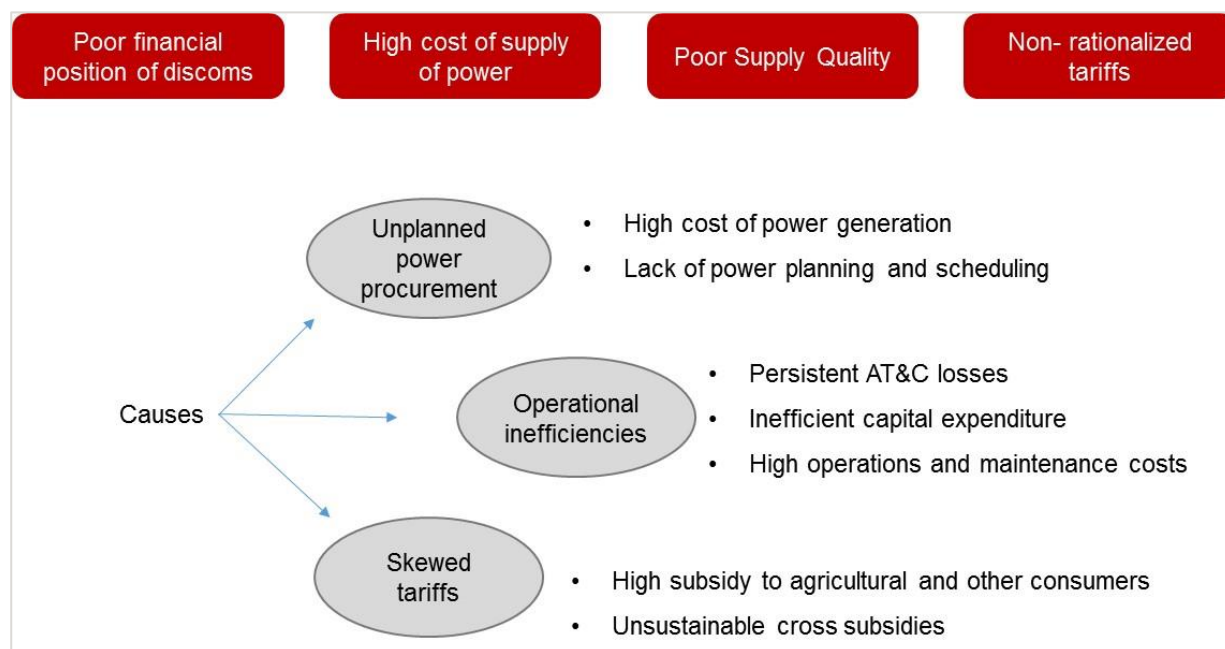 Poor financial
position of discoms
High cost of supply
of power
Poor Supply Quality
Non- rationalized
tariffs
Unplanned
power
procurement
• High cost of power generation
• Lack of power planning and scheduling
Causes
Operational
inefficiencies
• Persistent AT&C losses
• Inefficient capital expenditure
• High operations and maintenance costs
Skewed
tariffs
• High subsidy to agricultural and other consumers
• Unsustainable cross subsidies